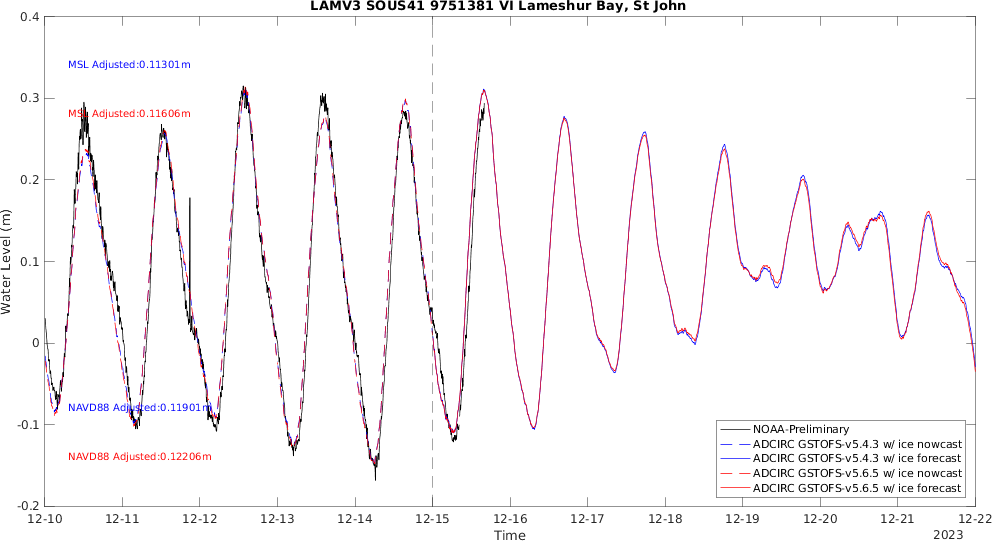 LAMV3 SOUS41 9751381 VI Lameshur Bay, St John
0.4
0.3
0.2
0.1
0
-0.1
-0.2
Water Level (m)
MSL Adjusted:0.11301m
MSL Adjusted:0.11606m
NAVD88 Adjusted:0.11901m
NAVD88 Adjusted:0.12206m
NOAA-Preliminary
ADCIRC GSTOFS-v5.4.3 w/ ice nowcast
ADCIRC GSTOFS-v5.4.3 w/ ice forecast
ADCIRC GSTOFS-v5.6.5 w/ ice nowcast
ADCIRC GSTOFS-v5.6.5 w/ ice forecast
12-10 12-11 12-12 12-13 12-14 12-15 12-16 12-17 12-18 12-19 12-20 12-21 12-22
Time
2023